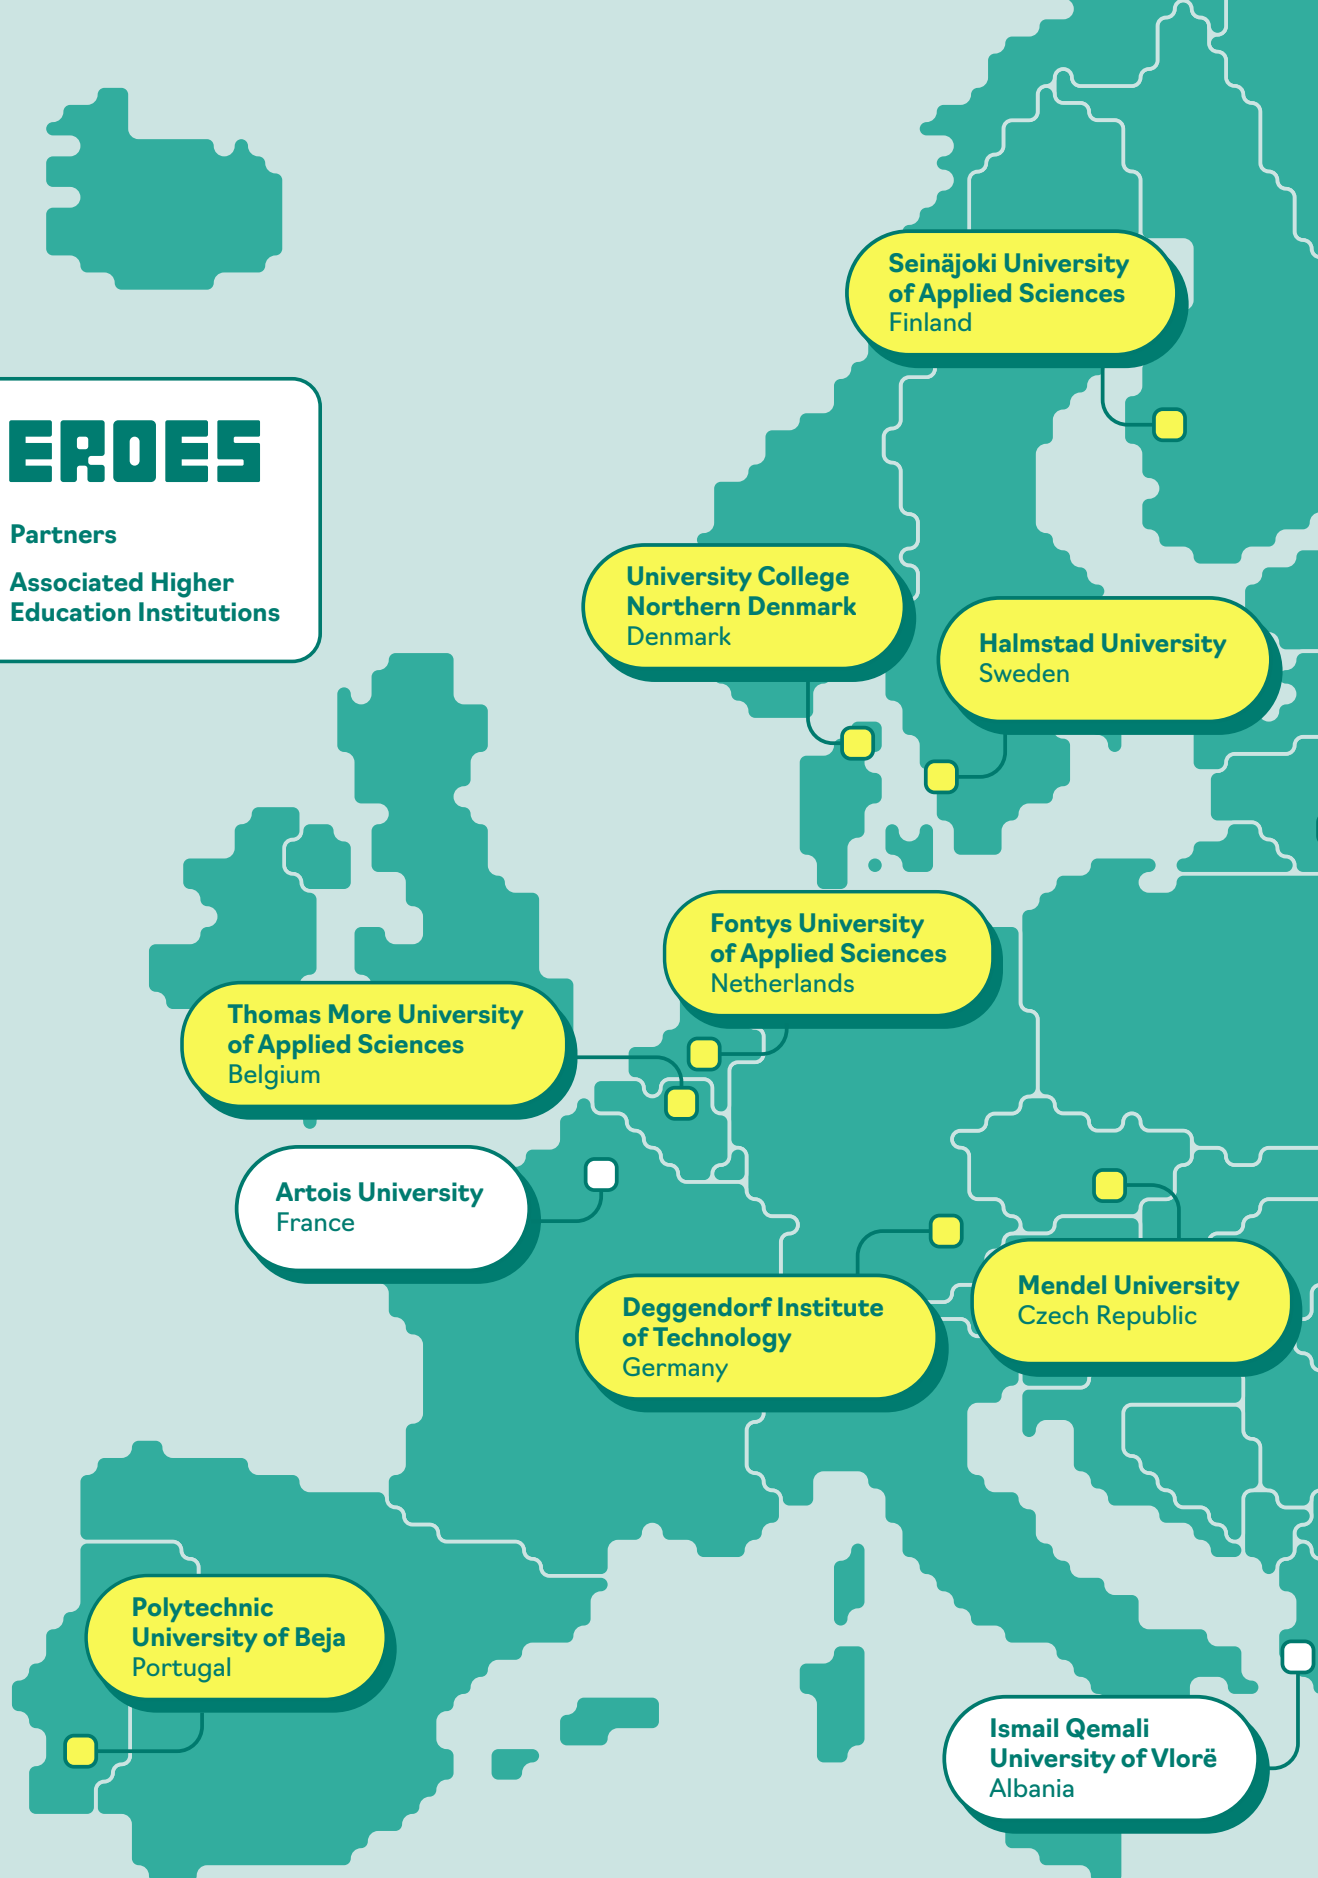 Seinäjoki University
of Applied Sciences
Finland
EROES
Partners
Associated Higher
Education Institutions
University College
Northern Denmark
Denmark
Halmstad University
Sweden
Fontys University
of Applied Sciences
Netherlands
Thomas More University
of Applied Sciences
Belgium
Artois University
France
Deggendorf Institute
of Technology
Germany
Mendel University
Czech Republic
Polytechnic
University of Beja
Portugal
Ismail Qemali
University of Vlorë
Albania